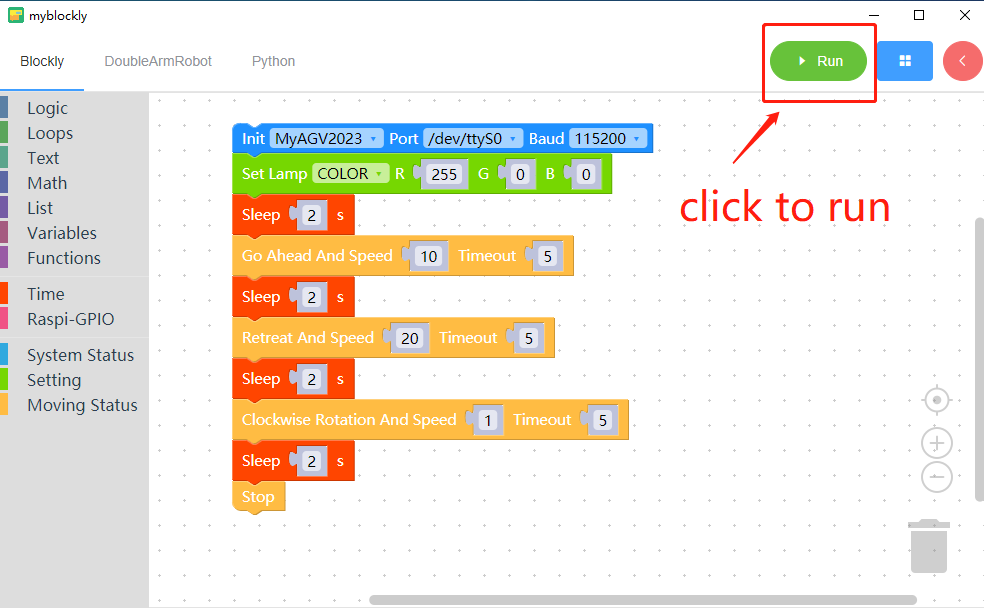 myblockly
Blockly DoubleArmRobot Python Run
Logic
Loops
Text
Math
List
Variables
Functions
Time
Raspi-GPIO
System Status
Setting
Moving Status
Init MyAGV2023 Port /dev/ttyS0 Baud 115200
Set Lamp COLOR R 255 G 0 B 0
Sleep 2 s
Go Ahead And Speed 10 Timeout 5
Sleep 2 s
Retreat And Speed 20 Timeout 5
Sleep 2 s
Clockwise Rotation And Speed 1 Timeout 5
Sleep 2 s
Stop
click to run